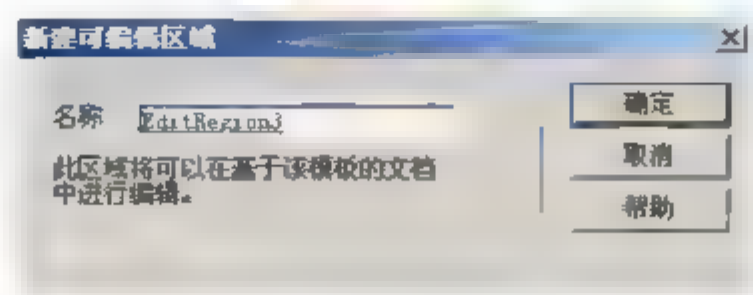 新建可编辑区域
名称 EditRegion3
确定
此区域将可以在基于该模板的文档
中进行编辑。
取消
帮助